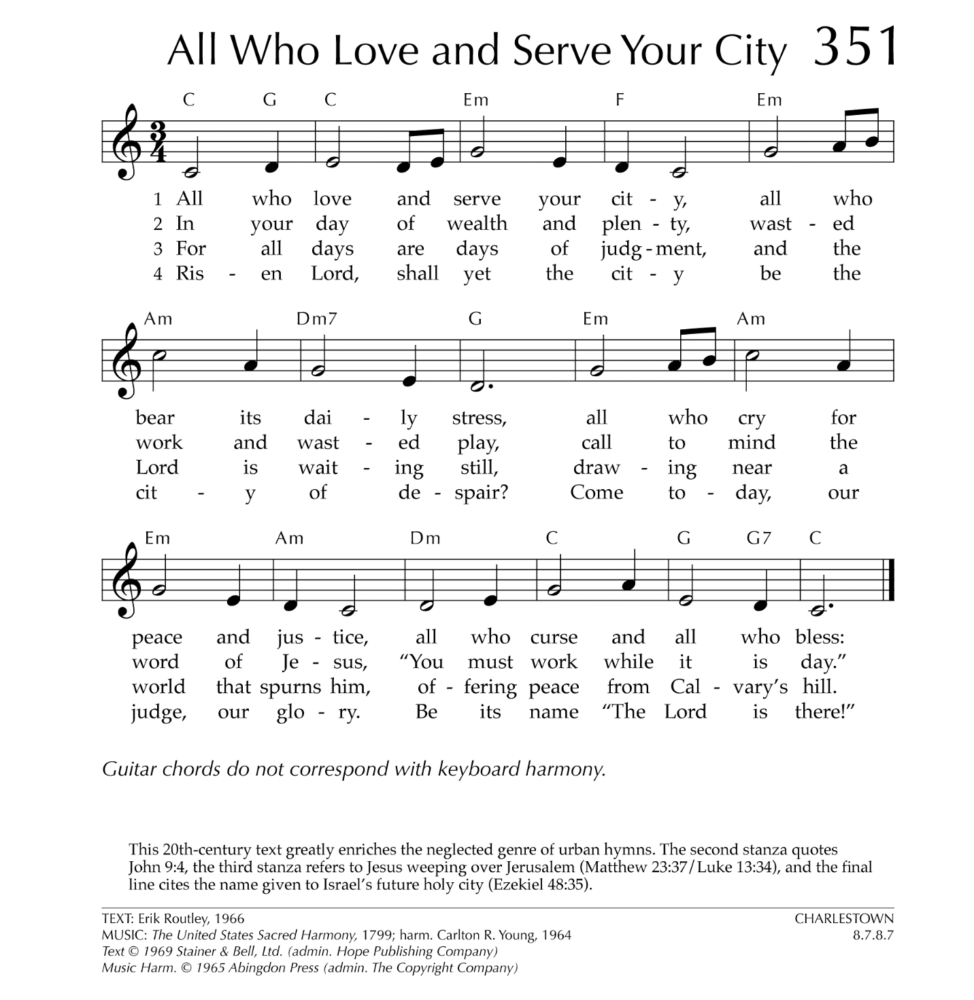 All Who Love and Serve Your City 351
C G C Em F Em
3
4
1 All who love and serve your cit - y, all who
2 In your day of wealth and plen - ty, wast - ed
3 For all days are days of judg - ment, and the
4 Ris - en Lord, shall yet the cit - y be the
Am Dm7 G Em Am
bear its dai - ly stress, all who cry for
work and wast - ed play, call to mind the
Lord is wait - ing still, draw - ing near a
cit - y of de - spair? Come to - day, our
Em Am Dm C G G7 C
peace and jus - tice, all who curse and all who bless:
word of Je - sus, “You must work while it is day.”
world that spurns him, of - fering peace from Cal - vary’s hill.
judge, our glo - ry. Be its name “The Lord is there!”
Guitar chords do not correspond with keyboard harmony.
This 20th-century text greatly enriches the neglected genre of urban hymns. The second stanza quotes
John 9:4, the third stanza refers to Jesus weeping over Jerusalem (Matthew 23:37/Luke 13:34), and the final
line cites the name given to Israel’s future holy city (Ezekiel 48:35).
TEXT: Erik Routley, 1966 CHARLESTOWN
MUSIC: The United States Sacred Harmony, 1799; harm. Carlton R. Young, 1964 8.7.8.7
Text © 1969 Stainer & Bell, Ltd. (admin. Hope Publishing Company)
Music Harm. © 1965 Abingdon Press (admin. The Copyright Company)